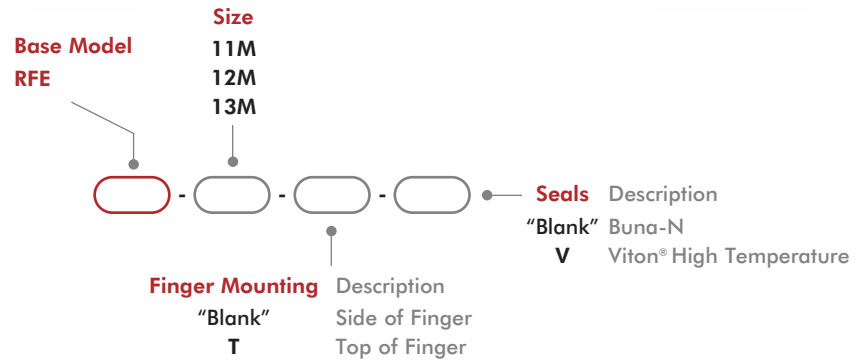 Size
11M
12M
13M
Base Model
RFE
- - -
Seals Description
“Blank” Buna-N
V Viton® High Temperature
Finger Mounting Description
“Blank” Side of Finger
T Top of Finger